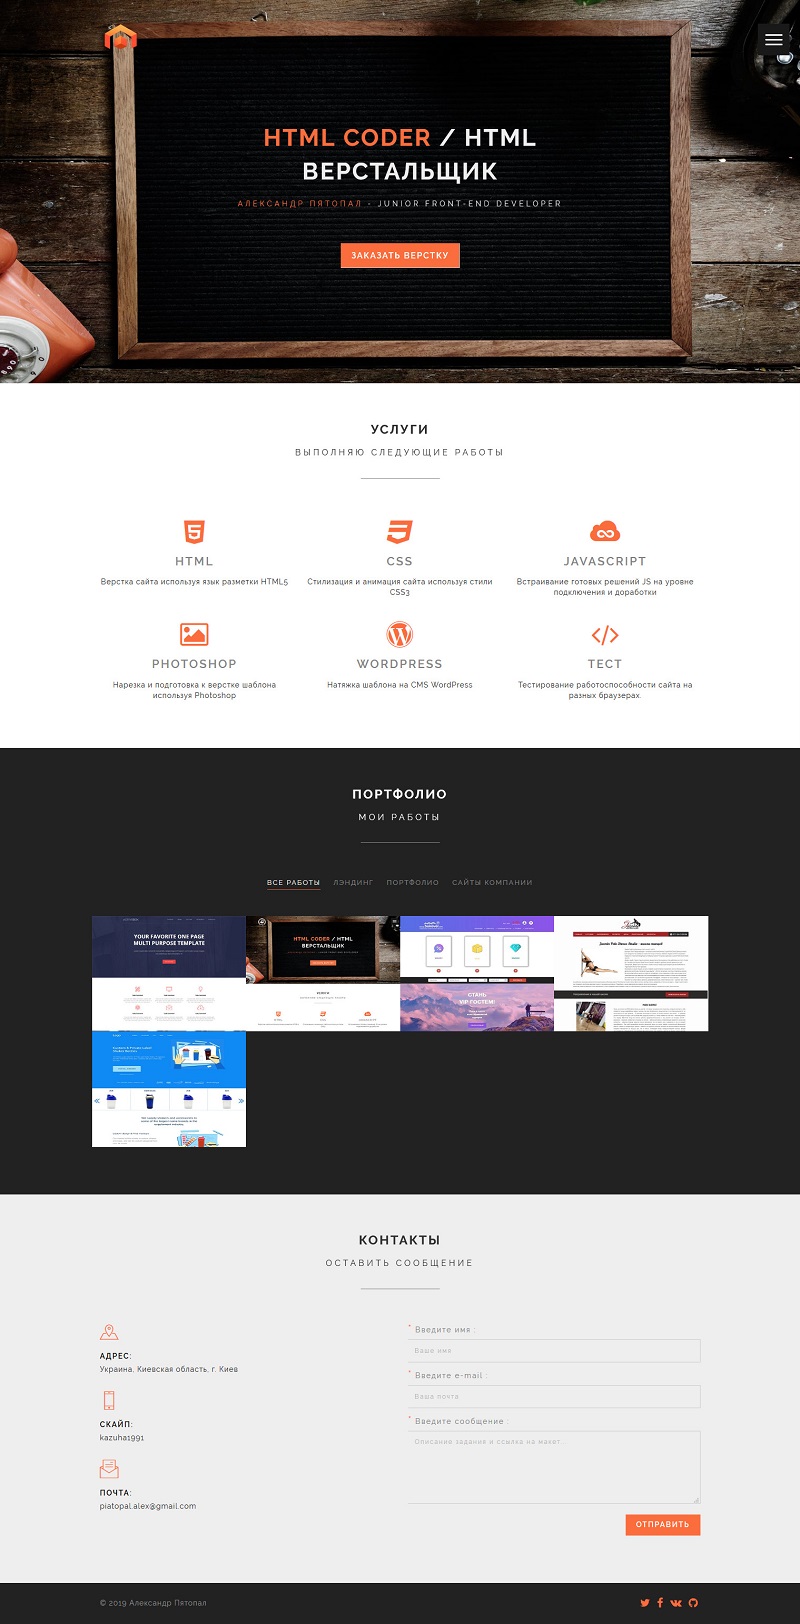 HTML CODER / HTML
ВЕРСТАЛЬЩИК
АЛЕКСАНДР ПЯТОПАЛ - JUNIOR FRONT-END DEVELOPER
ЗАКАЗАТЬ ВЕРСТКУ
УСЛУГИ
ВЫПОЛНЯЮ СЛЕДУЮЩИЕ РАБОТЫ
HTML
Верстка сайта используя язык разметки HTML5
CSS
Стилизация и анимация сайта используя стили
CSS3
JAVASCRIPT
Встраивание готовых решений JS на уровне
подключения и доработки
PHOTOSHOP
Нарезка и подготовка к верстке шаблона
используя Photoshop
WORDPRESS
Натяжка шаблона на CMS WordPress
ТЕСТ
Тестирование работоспособности сайта на
разных браузерах.
ПОРТФОЛИО
МОИ РАБОТЫ
ВСЕ РАБОТЫ ЛЭНДИНГ ПОРТФОЛИО САЙТЫ КОМПАНИИ
YOUR FAVORITE ONE PAGE
MULTI PURPOSE TEMPLATE
HTML CODER / HTML
ВЕРСТАЛЬЩИК
СТАНЬ
VIP ГОСТЕМ!
КОНТАКТЫ
ОСТАВИТЬ СООБЩЕНИЕ
АДРЕС:
Украина, Киевская область, г. Киев
СКАЙП:
kazuha1991
ПОЧТА:
piatopal.alex@gmail.com
* Введите имя :
Ваше имя
* Введите e-mail :
Ваша почта
* Введите сообщение :
Описание задания и ссылка на макет...
ОТПРАВИТЬ
© 2019 Александр Пятопал